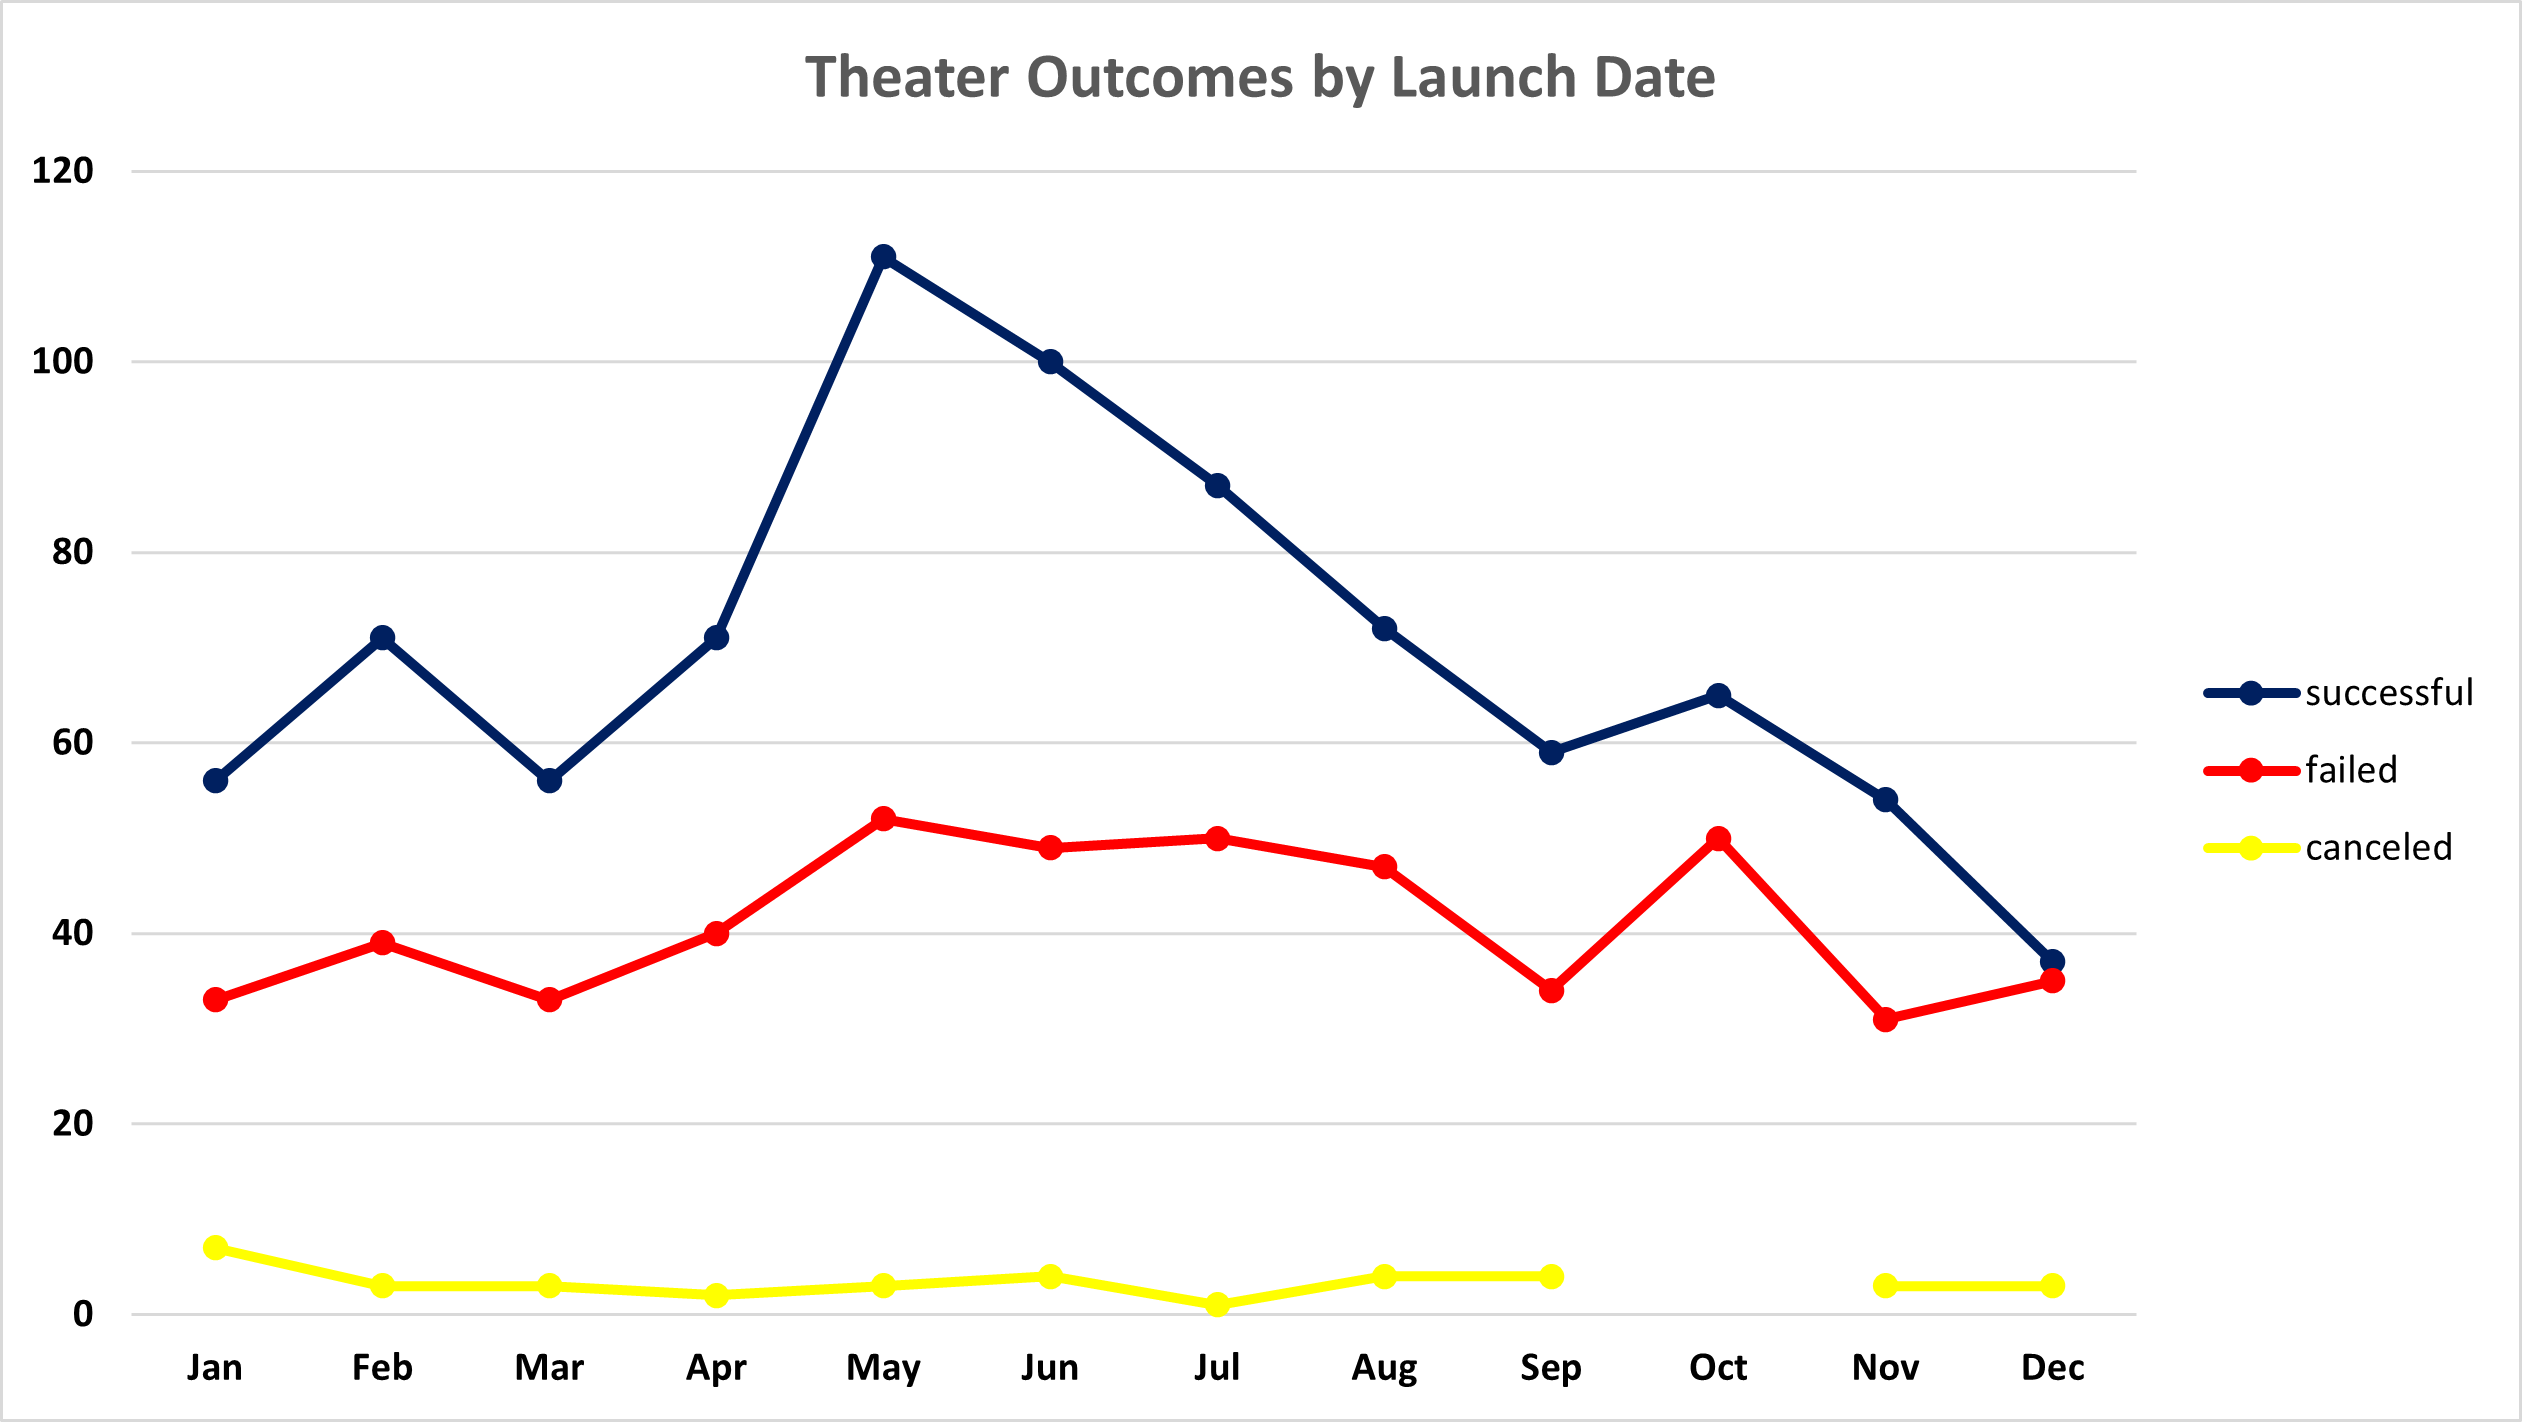 Theater Outcomes by Launch Date
120
100
80
60
40
20
0
Jan Feb Mar Apr May Jun Jul Aug Sep Oct Nov Dec
successful
failed
canceled